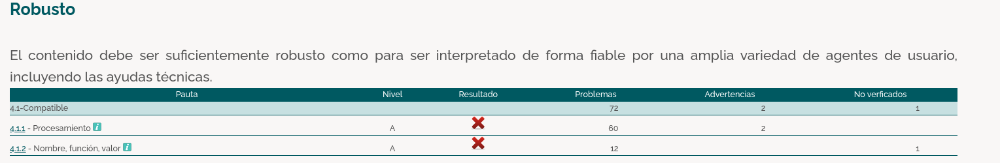 Robusto
El contenido debe ser suficientemente robusto como para ser interpretado de forma fiable por una amplia variedad de agentes de usuario,
incluyendo las ayudas técnicas.
Pauta Nivel Resultado Problemas Advertencias No verficados
4.1-Compatible 72 2 1
4.1.1 - Procesamiento i A 60 2
4.1.2 - Nombre, función, valor i A 12 1